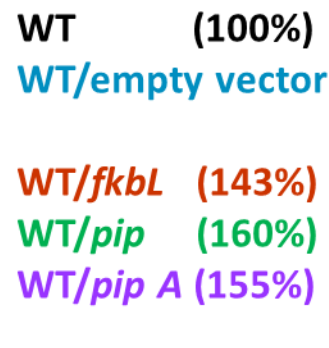 WT (100%)
WT/empty vector
WT/fkbL (143%)
WT/pip (160%)
WT/pip A (155%)